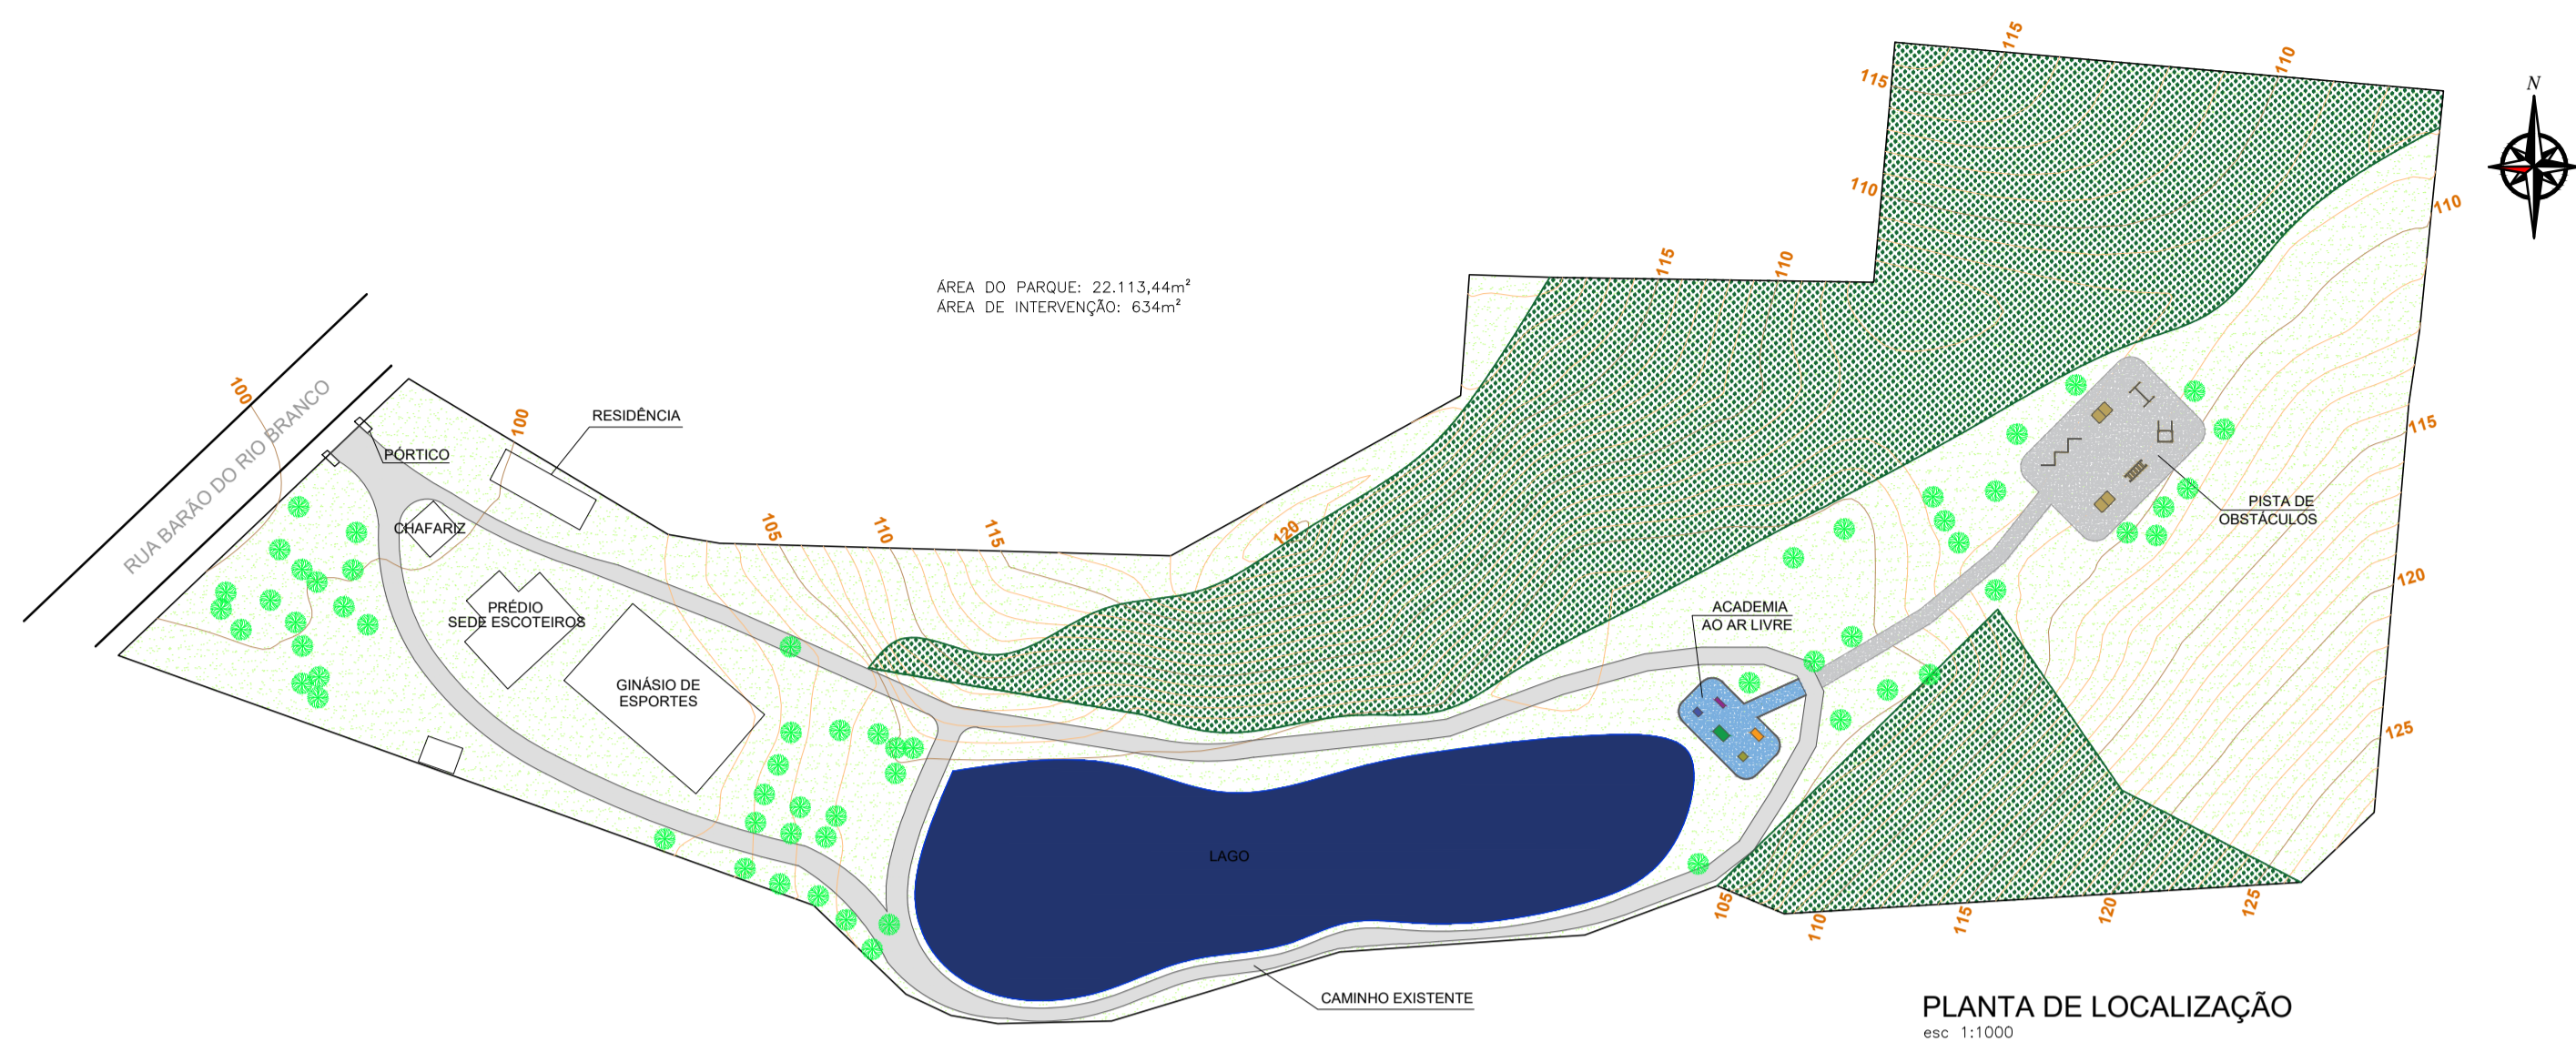 115
110
N
115
110
110
115
110
ÁREA DO PARQUE: 22.113,44m²
ÁREA DE INTERVENÇÃO: 634m²
100
RUA BARÃO DO RIO BRANCO
PÓRTICO
100
RESIDÊNCIA
CHAFARIZ
105
110
115
120
115
PISTA DE
OBSTÁCULOS
120
PRÉDIO
SEDE ESCOTEIROS
GINÁSIO DE
ESPORTES
ACADEMIA
AO AR LIVRE
125
LAGO
105
110
115
120
125
CAMINHO EXISTENTE
PLANTA DE LOCALIZAÇÃO
esc 1:1000